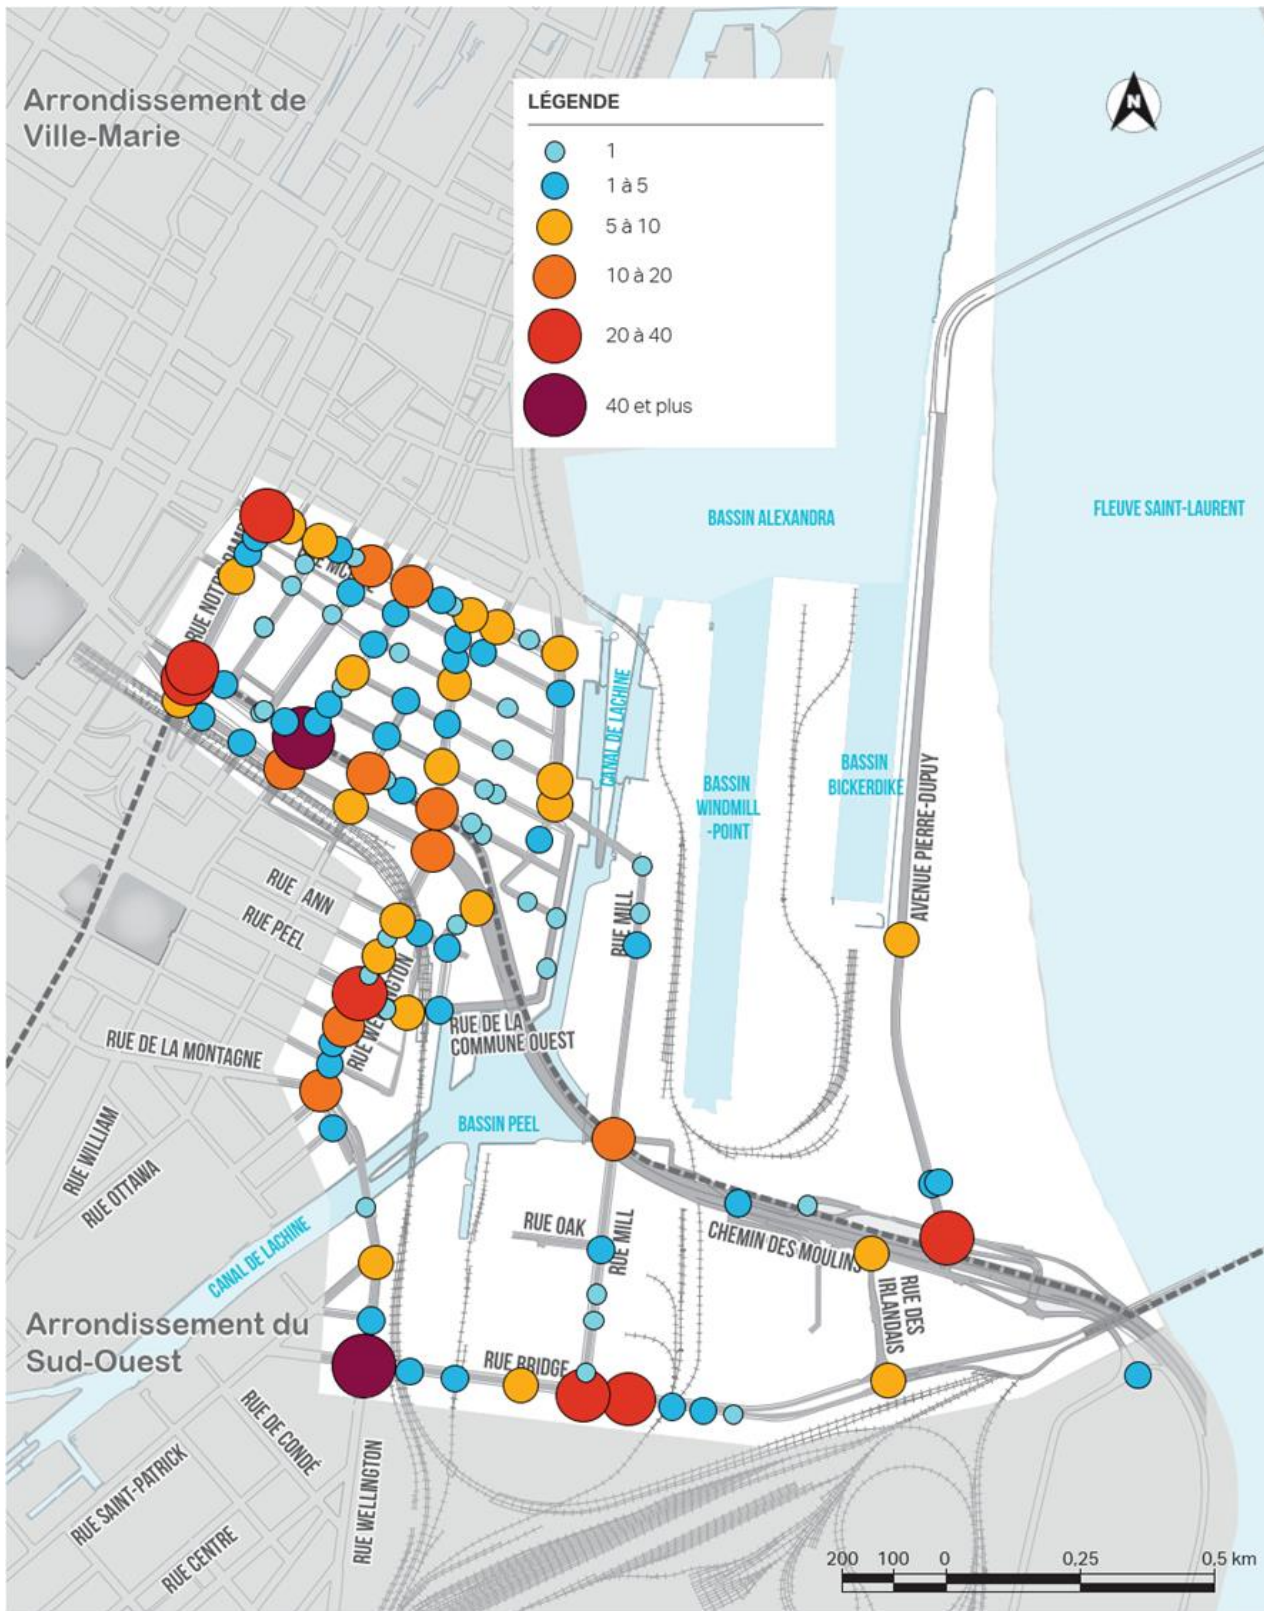 Arrondissement de
Ville-Marie
LÉGENDE
1
1 à 5
5 à 10
10 à 20
20 à 40
40 et plus
N
BASSIN ALEXANDRA
FLEUVE SAINT-LAURENT
RUE
RUE NOTRE-DAME
CANAL DE LACHINE
BASSIN
WINDMILL
-POINT
BASSIN
BICKERDIKE
AVENUE PIERRE-DUPUY
RUE ANN
RUE PEEL
RUE MILL
RUE WELLINGTON
RUE DE LA
COMMUNE OUEST
RUE DE LA MONTAGNE
BASSIN PEEL
RUE WILLIAM
RUE OTTAWA
RUE OAK
RUE MILL
CHEMIN DES MOULINS
CANAL DE LACHINE
RUE DES
IRLANDAIS
Arrondissement du
Sud-Ouest
RUE BRIDGE
RUE DE CONDÉ
RUE SAINT-PATRICK
RUE CENTRE
RUE WELLINGTON
200 100 0 0,25 0,5 km